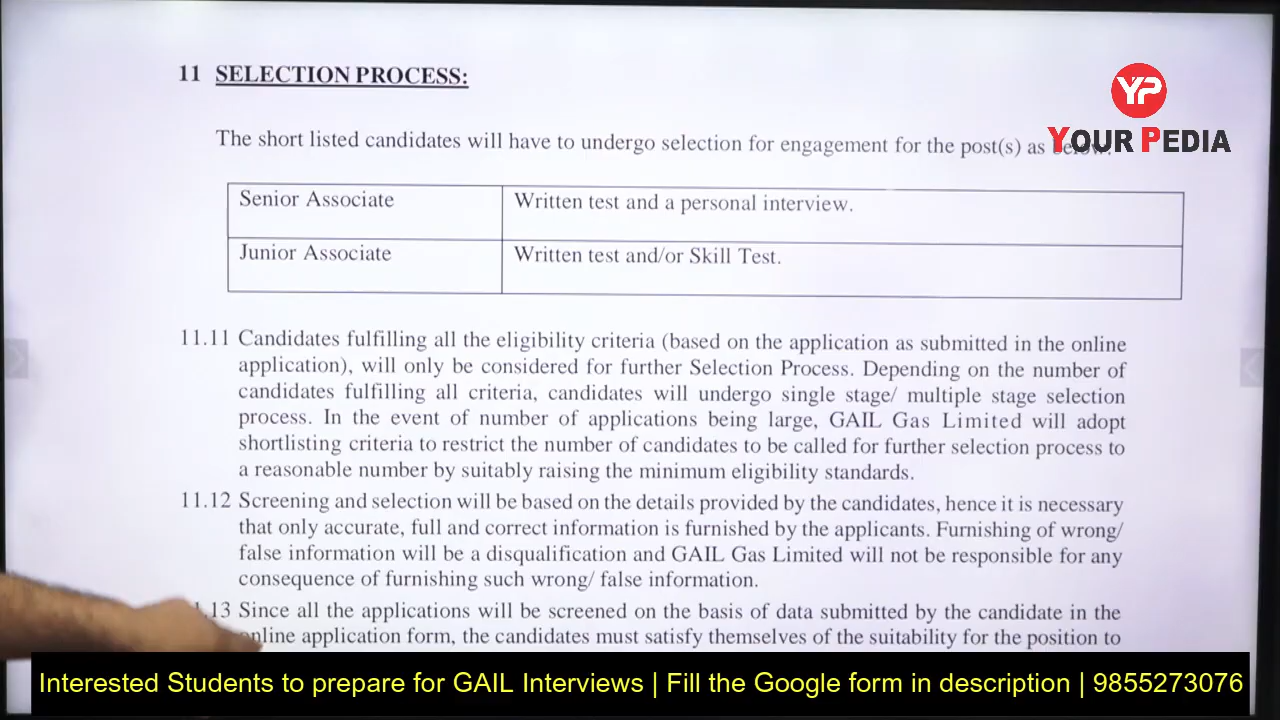 11 SELECTION PROCESS:
YP
YOUR PEDIA
The short listed candidates will have to undergo selection for engagement for the post(s) as below.
Senior Associate
Written test and a personal interview.
Junior Associate
Written test and/or Skill Test.
11.11 Candidates fulfilling all the eligibility criteria (based on the application as submitted in the online
application), will only be considered for further Selection Process. Depending on the number of
candidates fulfilling all criteria, candidates will undergo single stage/ multiple stage selection
process. In the event of number of applications being large, GAIL Gas Limited will adopt
shortlisting criteria to restrict the number of candidates to be called for further selection process to
a reasonable number by suitably raising the minimum eligibility standards.
11.12 Screening and selection will be based on the details provided by the candidates, hence it is necessary
that only accurate, full and correct information is furnished by the applicants. Furnishing of wrong/
false information will be a disqualification and GAIL Gas Limited will not be responsible for any
consequence of furnishing such wrong/ false information.
.13 Since all the applications will be screened on the basis of data submitted by the candidate in the
online application form, the candidates must satisfy themselves of the suitability for the position to
Interested Students to prepare for GAIL Interviews | Fill the Google form in description | 9855273076